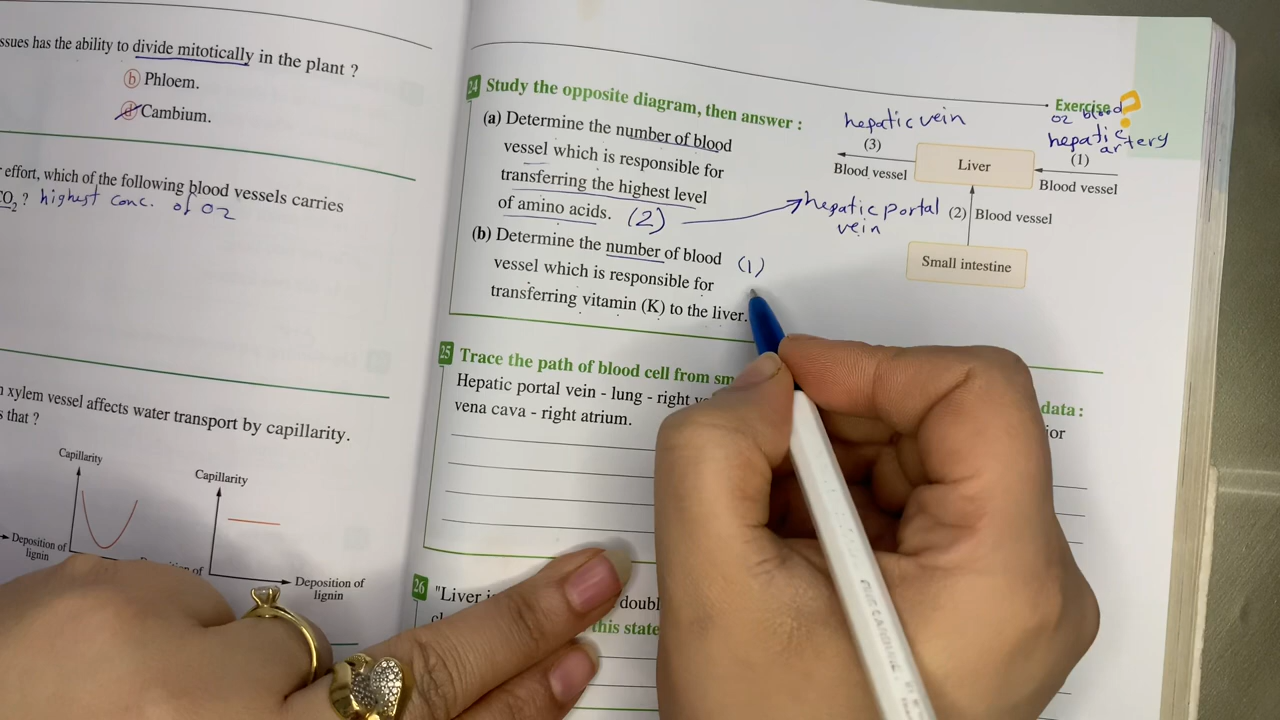 ssues has the ability to divide mitotically in the plant ?
b Phloem.
d Cambium.
effort, which of the following blood vessels carries
CO2 ? highest conc. of O2
xylem vessel affects water transport by capillarity.
s that ?
Capillarity
Deposition of
lignin
Capillarity
of
Deposition of
lignin
Exercise
24 Study the opposite diagram, then answer :
(a) Determine the number of blood
vessel which is responsible for
transferring the highest level
of amino acids. (2)
(b) Determine the number of blood (1)
vessel which is responsible for
transferring vitamin (K) to the liver.
hepatic vein
(3)
Blood vessel
Liver
O2 blood
hepatic
artery
(1)
Blood vessel
hepatic portal
vein
(2) Blood vessel
Small intestine
25 Trace the path of blood cell from sm
data :
Hepatic portal vein - lung - right v
ior
vena cava - right atrium.
26 "Liver i doubl
this state